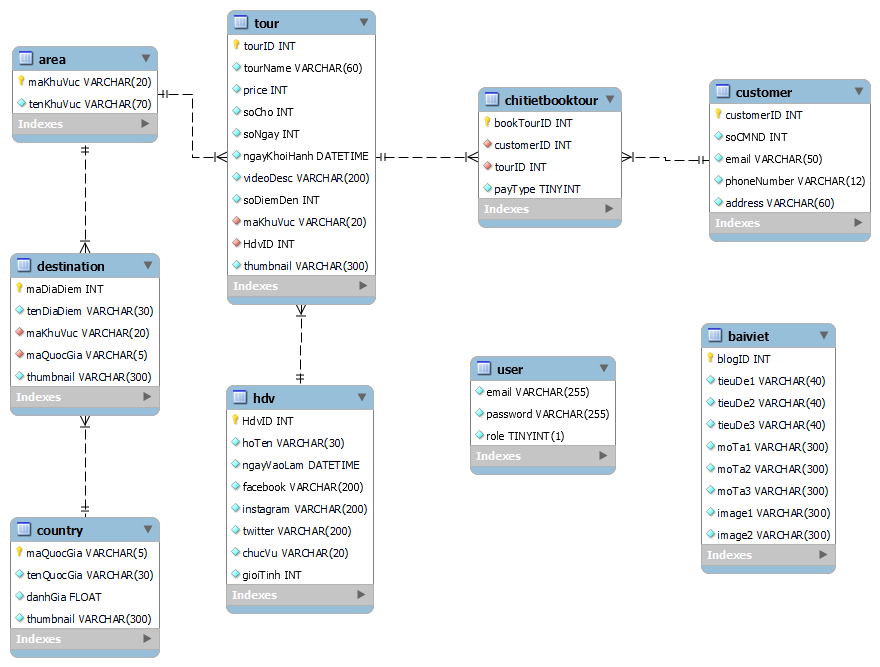 area
maKhuVuc VARCHAR(20)
tenKhuVuc VARCHAR(70)
Indexes
tour
tourID INT
tourName VARCHAR(60)
price INT
soCho INT
soNgay INT
ngayKhoiHanh DATETIME
videoDesc VARCHAR(200)
soDiemDen INT
maKhuVuc VARCHAR(20)
HdvID INT
thumbnail VARCHAR(300)
Indexes
chitietbooktour
bookTourID INT
customerID INT
tourID INT
payType TINYINT
Indexes
customer
customerID INT
soCMND INT
email VARCHAR(50)
phoneNumber VARCHAR(12)
address VARCHAR(60)
Indexes
destination
maDiaDiem INT
tenDiaDiem VARCHAR(30)
maKhuVuc VARCHAR(20)
maQuocGia VARCHAR(5)
thumbnail VARCHAR(300)
Indexes
hdv
HdvID INT
hoTen VARCHAR(30)
ngayVaoLam DATETIME
facebook VARCHAR(200)
instagram VARCHAR(200)
twitter VARCHAR(200)
chucVu VARCHAR(20)
gioiTinh INT
Indexes
user
email VARCHAR(255)
password VARCHAR(255)
role TINYINT(1)
Indexes
baiviet
blogID INT
tieuDe1 VARCHAR(40)
tieuDe2 VARCHAR(40)
tieuDe3 VARCHAR(40)
moTa1 VARCHAR(300)
moTa2 VARCHAR(300)
moTa3 VARCHAR(300)
image1 VARCHAR(300)
image2 VARCHAR(300)
Indexes
country
maQuocGia VARCHAR(5)
tenQuocGia VARCHAR(30)
danhGia FLOAT
thumbnail VARCHAR(300)
Indexes